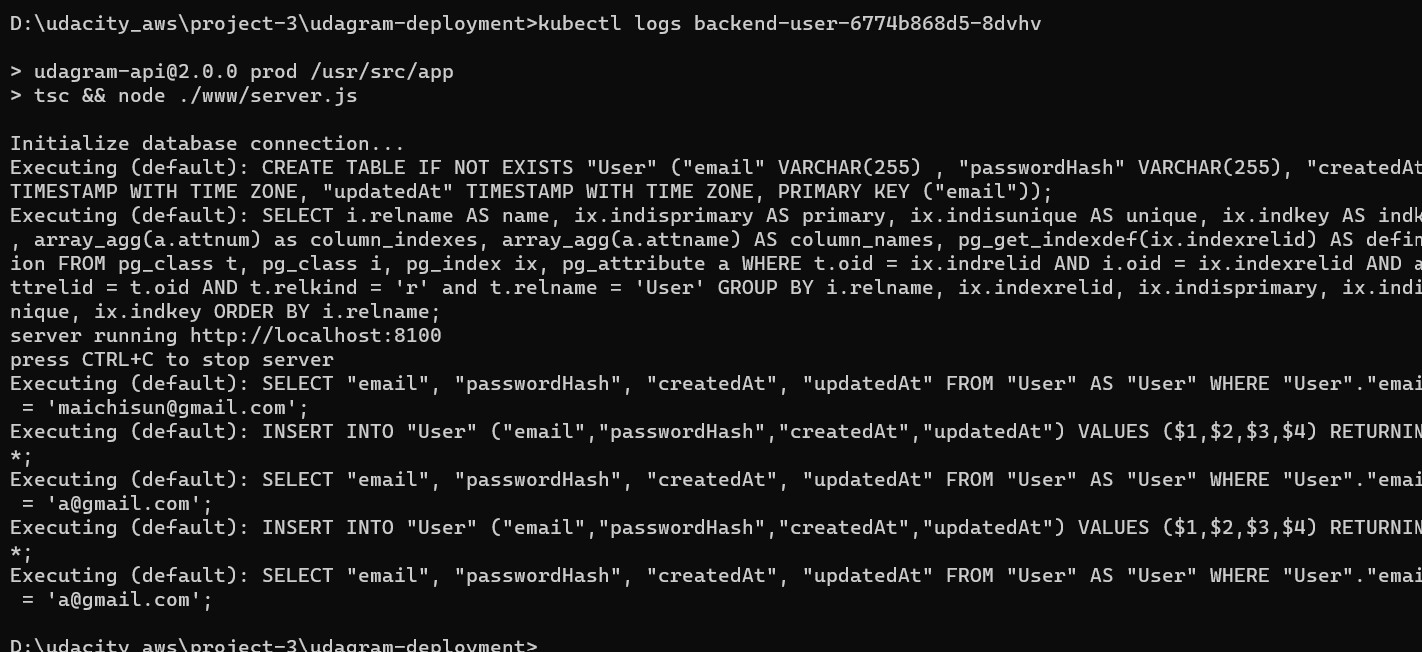 D:\udacity_aws\project-3\udagram-deployment>kubectl logs backend-user-6774b868d5-8dvhv
> udagram-api@2.0.0 prod /usr/src/app
> tsc && node ./www/server.js
Initialize database connection...
Executing (default): CREATE TABLE IF NOT EXISTS "User" ("email" VARCHAR(255) , "passwordHash" VARCHAR(255), "createdAt
TIMESTAMP WITH TIME ZONE, "updatedAt" TIMESTAMP WITH TIME ZONE, PRIMARY KEY ("email"));
Executing (default): SELECT i.relname AS name, ix.indisprimary AS primary, ix.indisunique AS unique, ix.indkey AS indk
, array_agg(a.attnum) as column_indexes, array_agg(a.attname) AS column_names, pg_get_indexdef(ix.indexrelid) AS defin
ion FROM pg_class t, pg_class i, pg_index ix, pg_attribute a WHERE t.oid = ix.indrelid AND i.oid = ix.indexrelid AND a
ttrelid = t.oid AND t.relkind = 'r' and t.relname = 'User' GROUP BY i.relname, ix.indexrelid, ix.indisprimary, ix.indi
nique, ix.indkey ORDER BY i.relname;
server running http://localhost:8100
press CTRL+C to stop server
Executing (default): SELECT "email", "passwordHash", "createdAt", "updatedAt" FROM "User" AS "User" WHERE "User"."emai
= 'maichisun@gmail.com';
Executing (default): INSERT INTO "User" ("email","passwordHash","createdAt","updatedAt") VALUES ($1,$2,$3,$4) RETURNIN
*;
Executing (default): SELECT "email", "passwordHash", "createdAt", "updatedAt" FROM "User" AS "User" WHERE "User"."emai
= 'a@gmail.com';
Executing (default): INSERT INTO "User" ("email","passwordHash","createdAt","updatedAt") VALUES ($1,$2,$3,$4) RETURNIN
*;
Executing (default): SELECT "email", "passwordHash", "createdAt", "updatedAt" FROM "User" AS "User" WHERE "User"."emai
= 'a@gmail.com';
D:\udacity_aws\project-3\udagram-deployment>